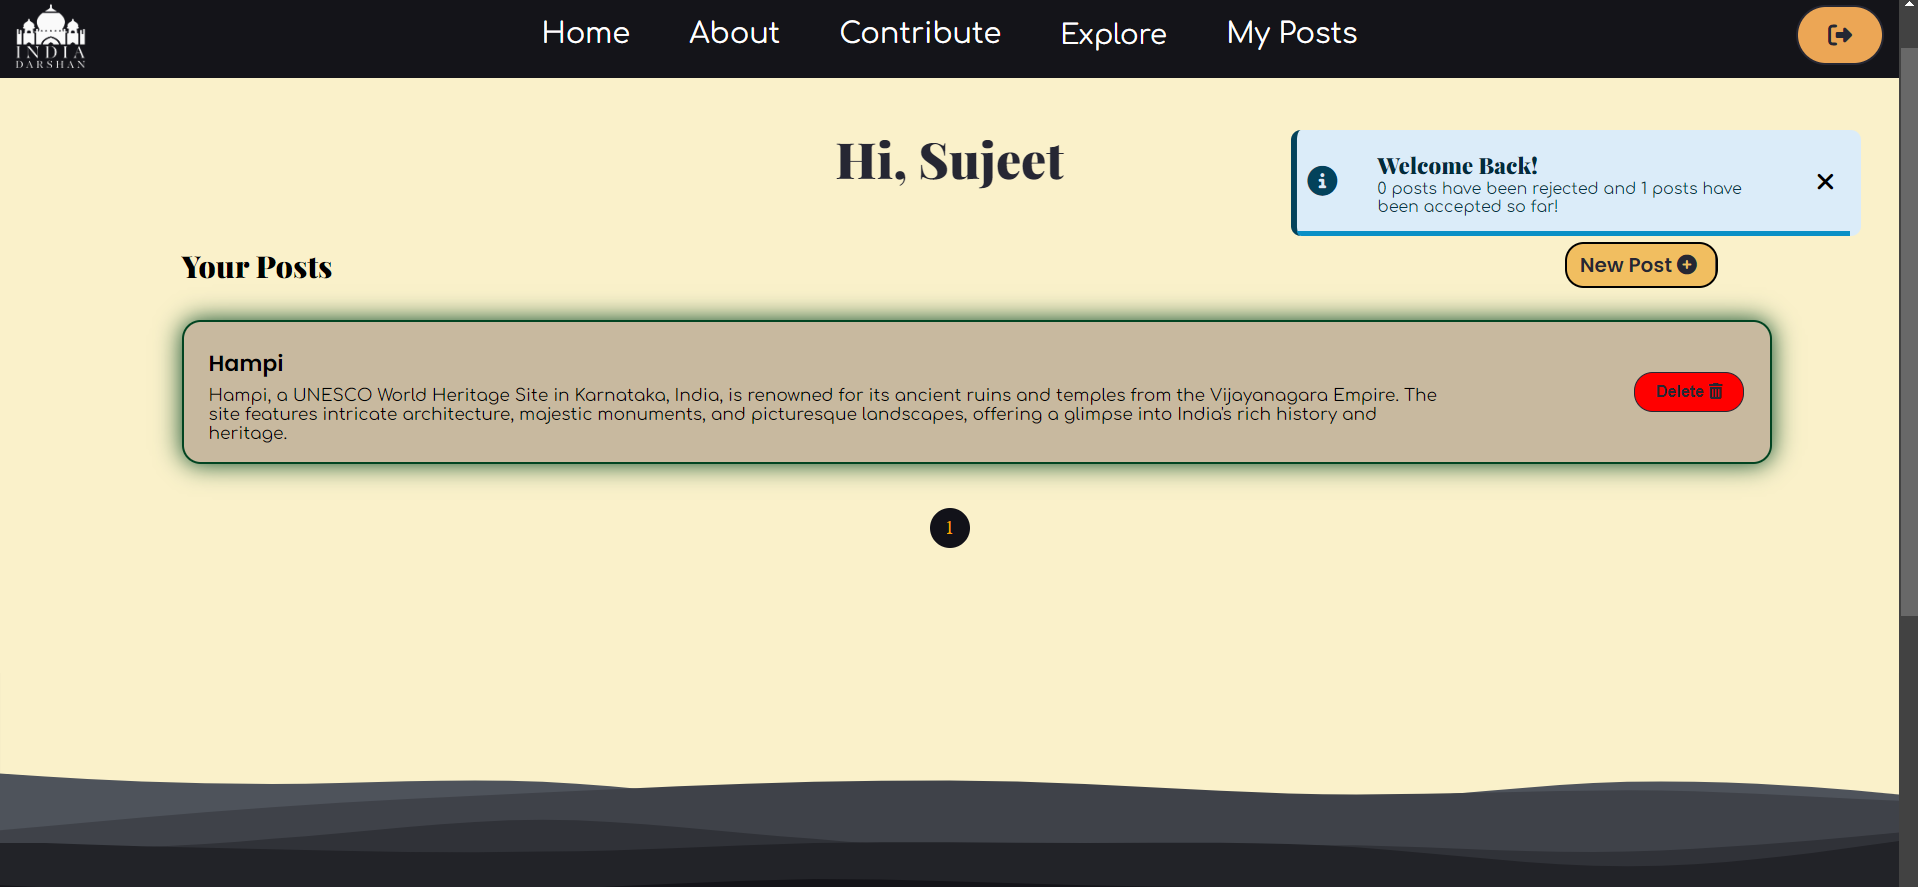 INDIA
DARSHAN
Home
About
Contribute
Explore
My Posts
Hi, Sujeet
Welcome Back!
0 posts have been rejected and 1 posts have
been accepted so far!
Your Posts
New Post
Hampi
Hampi, a UNESCO World Heritage Site in Karnataka, India, is renowned for its ancient ruins and temples from the Vijayanagara Empire. The
site features intricate architecture, majestic monuments, and picturesque landscapes, offering a glimpse into India's rich history and
heritage.
Delete
1